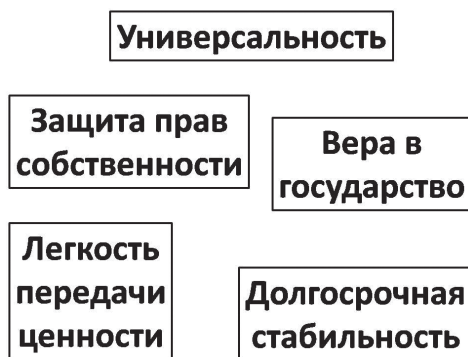 Универсальность
Защита прав
собственности
Вера в
государство
Легкость
передачи
ценности
Долгосрочная
стабильность